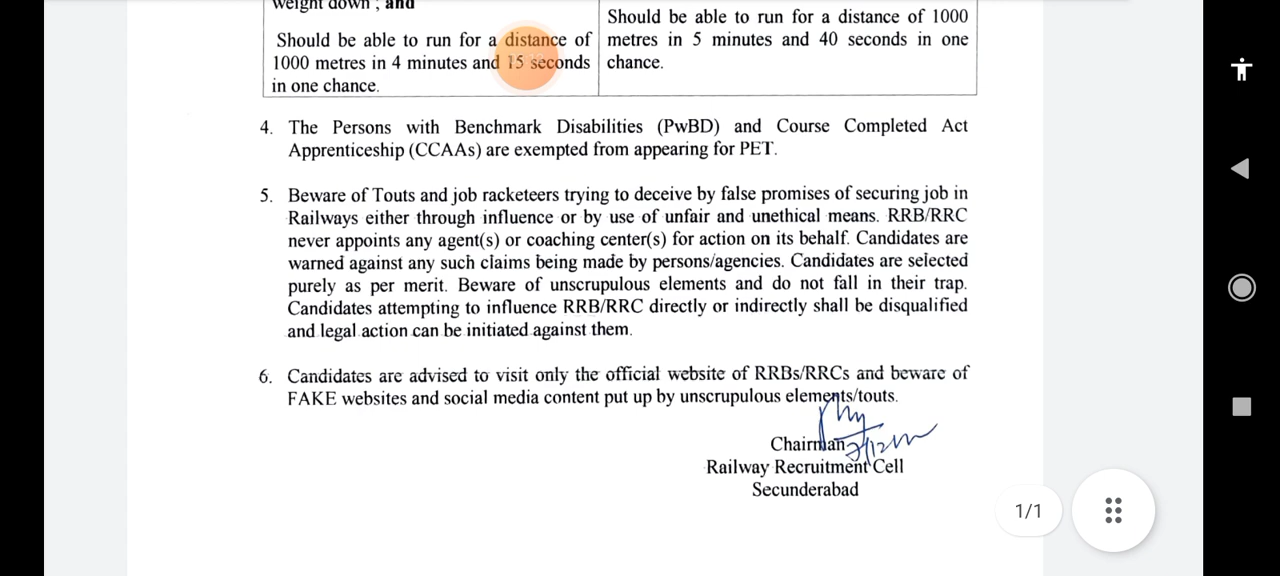 weight down ; and
Should be able to run for a distance of
1000 metres in 4 minutes and 15 seconds
in one chance.
Should be able to run for a distance of 1000
metres in 5 minutes and 40 seconds in one
chance.
4. The Persons with Benchmark Disabilities (PwBD) and Course Completed Act
Apprenticeship (CCAAs) are exempted from appearing for PET.
5. Beware of Touts and job racketeers trying to deceive by false promises of securing job in
Railways either through influence or by use of unfair and unethical means. RRB/RRC
never appoints any agent(s) or coaching center(s) for action on its behalf. Candidates are
warned against any such claims being made by persons/agencies. Candidates are selected
purely as per merit. Beware of unscrupulous elements and do not fall in their trap.
Candidates attempting to influence RRB/RRC directly or indirectly shall be disqualified
and legal action can be initiated against them.
6. Candidates are advised to visit only the official website of RRBs/RRCs and beware of
FAKE websites and social media content put up by unscrupulous elements/touts.
Chairman
Railway Recruitment Cell
Secunderabad
1/1